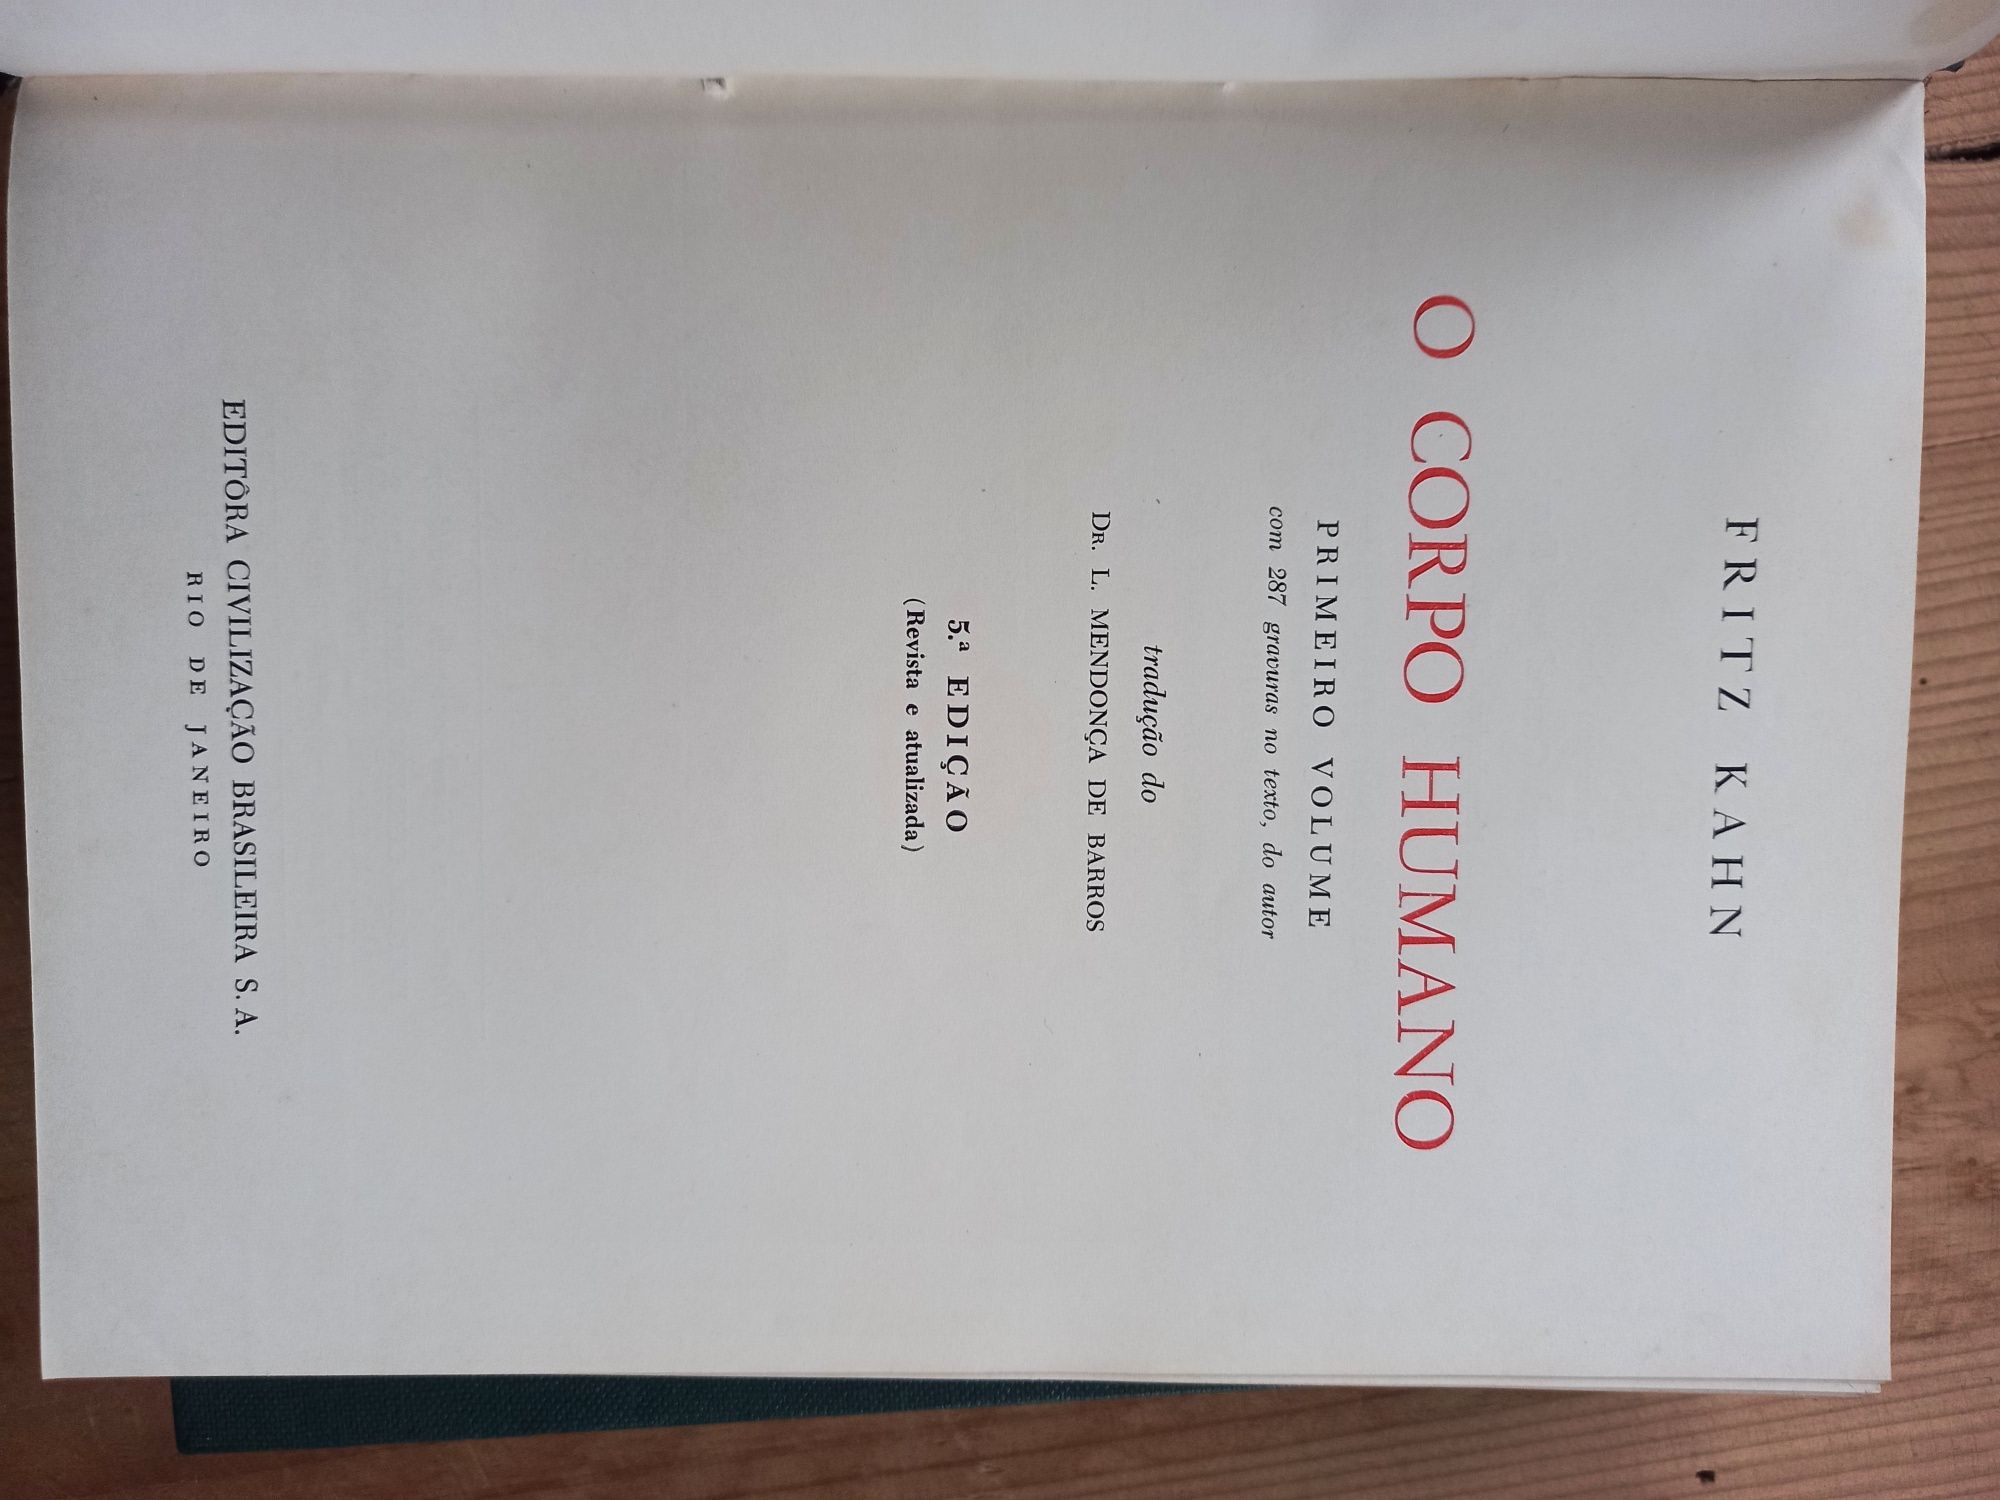 FRITZ KAHN
O CORPO HUMANO
PRIMEIRO VOLUME
com 287 gravuras no texto, do autor
tradução do
DR. L. MENDONÇA DE BARROS
5.ª EDIÇÃO
(Revista e atualizada)
EDITÔRA CIVILIZAÇÃO BRASILEIRA S. A.
RIO DE JANEIRO